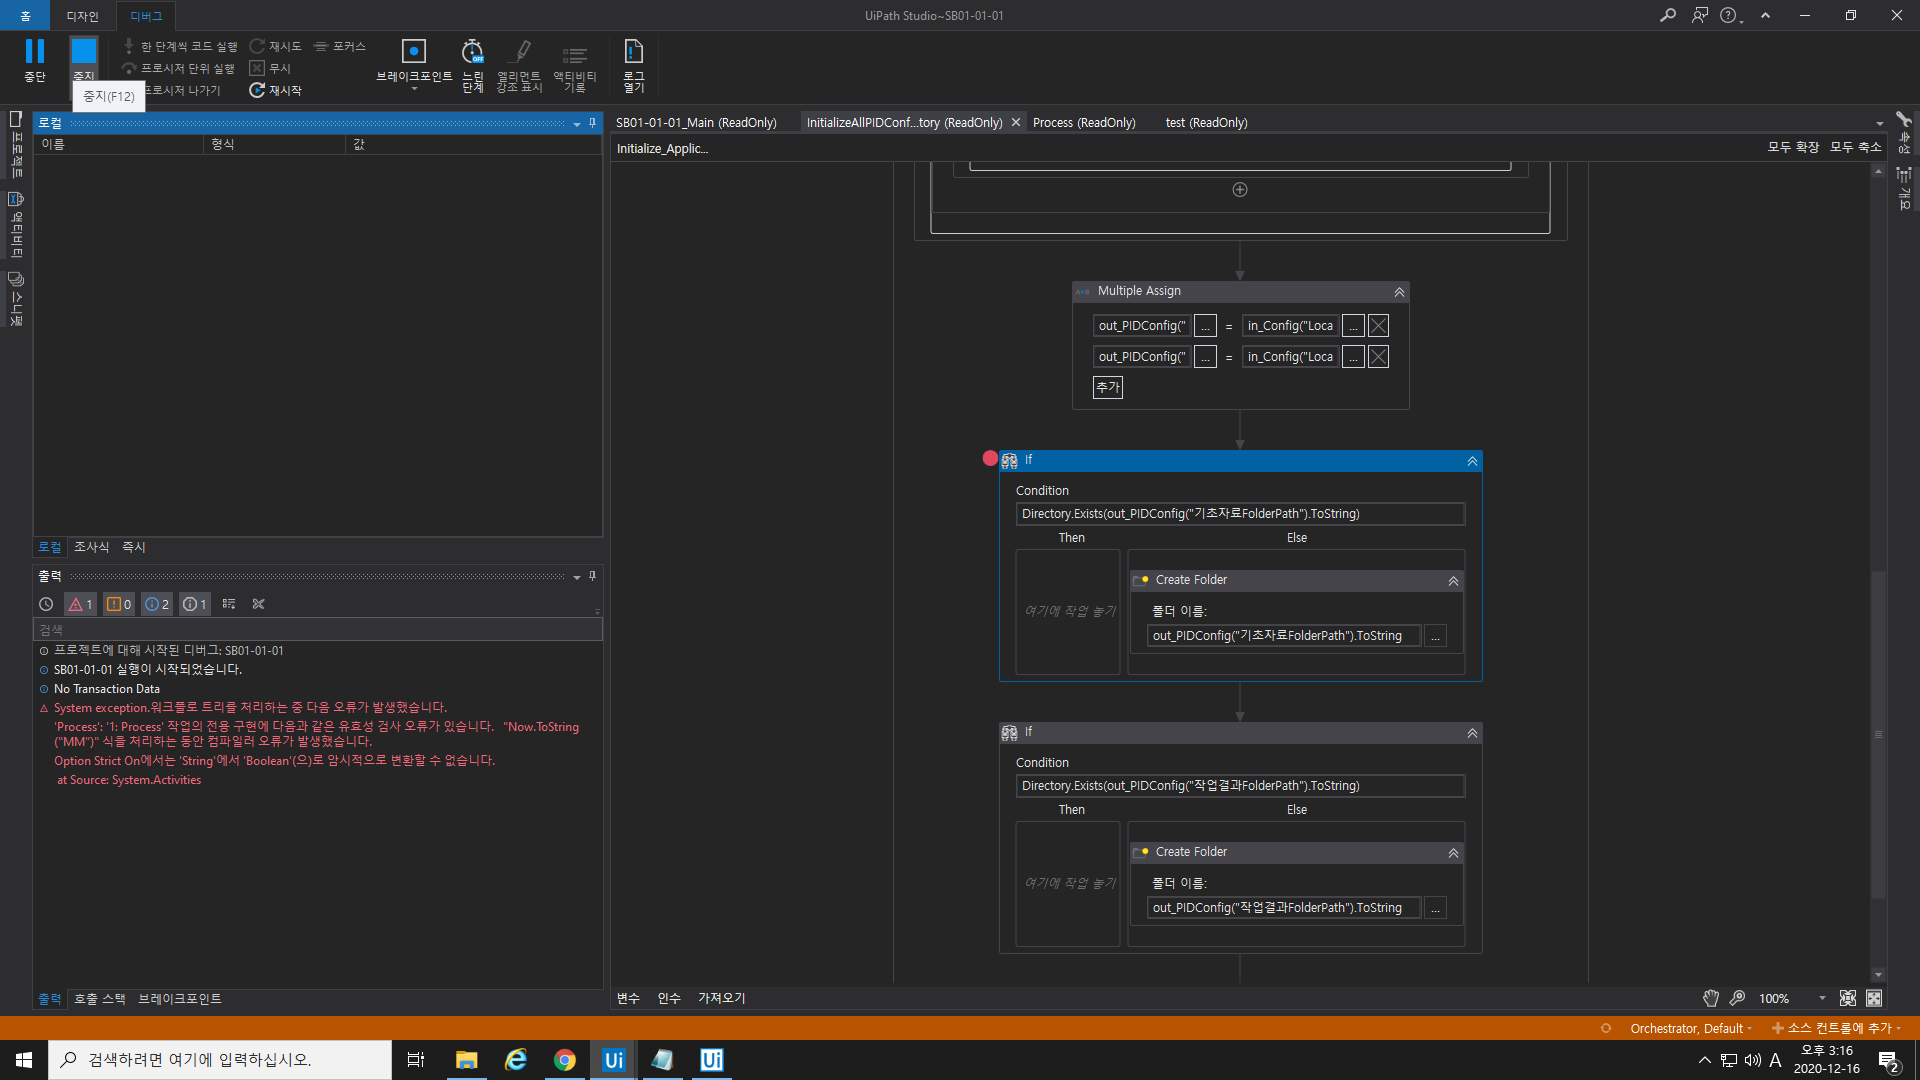 홈 디자인 디버그 UiPath Studio~SB01-01-01
중단
중지
중지(F12)
한 단계씩 코드 실행
프로시저 단위 실행
프로시저 나가기
재시도
무시
재시작
포커스
브레이크포인트
느린
단계
엘리먼트
강조 표시
액티비티
기록
로그
열기
프로젝트
액티비티
스니펫
로컬
이름 형식 값
로컬 조사식 즉시
출력
1 0 2 1
검색
프로젝트에 대해 시작된 디버그: SB01-01-01
SB01-01-01 실행이 시작되었습니다.
No Transaction Data
System exception.워크플로 트리를 처리하는 중 다음 오류가 발생했습니다.
'Process': '1: Process' 작업의 전용 구현에 다음과 같은 유효성 검사 오류가 있습니다. "Now.ToString
("MM")" 식을 처리하는 동안 컴파일러 오류가 발생했습니다.
Option Strict On에서는 'String'에서 'Boolean'(으)로 암시적으로 변환할 수 없습니다.
at Source: System.Activities
출력 호출 스택 브레이크포인트
SB01-01-01_Main (ReadOnly) InitializeAllPIDConf...tory (ReadOnly) Process (ReadOnly) test (ReadOnly)
Initialize_Applic... 모두 확장 모두 축소
Multiple Assign
out_PIDConfig(" ... = in_Config("Loca ...
out_PIDConfig(" ... = in_Config("Loca ...
추가
If
Condition
Directory.Exists(out_PIDConfig("기초자료FolderPath").ToString)
Then Else
여기에 작업 놓기
Create Folder
폴더 이름:
out_PIDConfig("기초자료FolderPath").ToString ...
If
Condition
Directory.Exists(out_PIDConfig("작업결과FolderPath").ToString)
Then Else
여기에 작업 놓기
Create Folder
폴더 이름:
out_PIDConfig("작업결과FolderPath").ToString ...
변수 인수 가져오기 100%
속성
개요
Orchestrator, Default 소스 컨트롤에 추가
검색하려면 여기에 입력하십시오.
Ui Ui
A 오후 3:16
2020-12-16
2